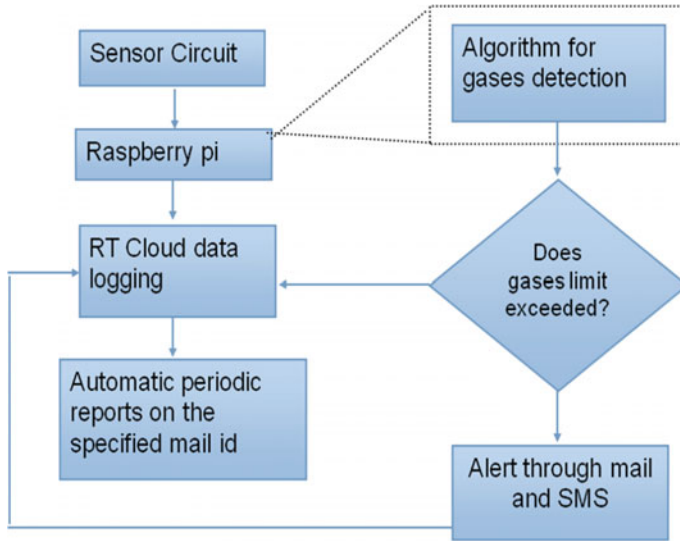 Sensor Circuit
Raspberry pi
RT Cloud data
logging
Automatic periodic
reports on the
specified mail id
Algorithm for
gases detection
Does
gases limit
exceeded?
Alert through mail
and SMS